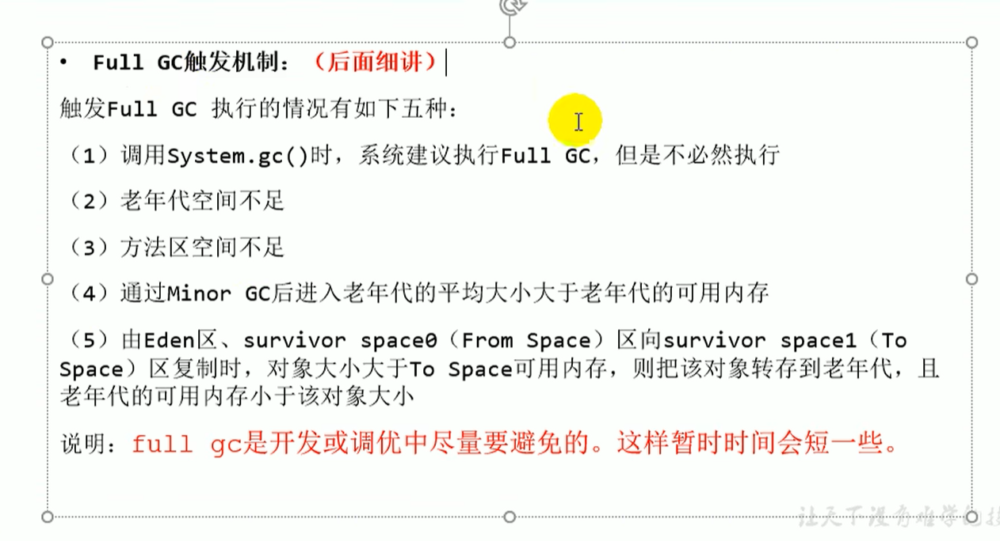 • Full GC触发机制：（后面细讲）
触发Full GC 执行的情况有如下五种：
（1）调用System.gc()时，系统建议执行Full GC，但是不必然执行
（2）老年代空间不足
（3）方法区空间不足
（4）通过Minor GC后进入老年代的平均大小大于老年代的可用内存
（5）由Eden区、survivor space0（From Space）区向survivor space1（To
Space）区复制时，对象大小大于To Space可用内存，则把该对象转存到老年代，且
老年代的可用内存小于该对象大小
说明：full gc是开发或调优中尽量要避免的。这样暂时时间会短一些。
让天下没有难学的技